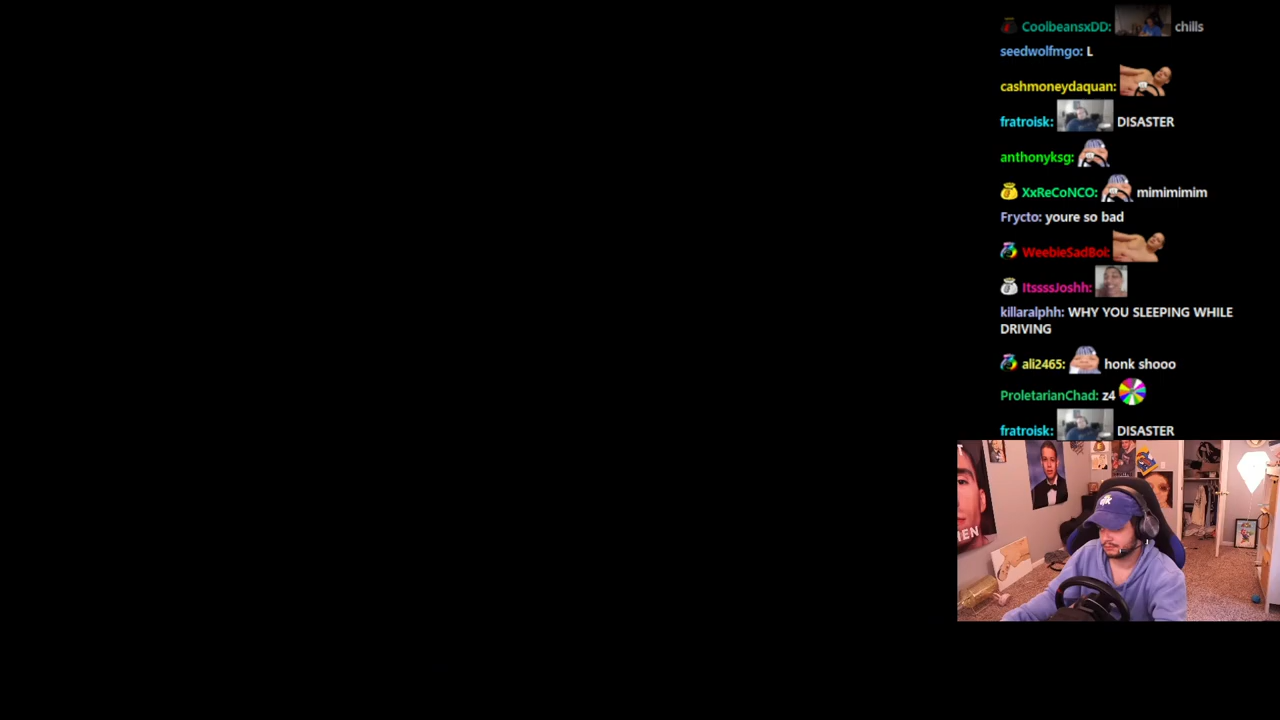 CoolbeansxDD: chills
seedwolfmgo: L
cashmoneydaquan:
fratroisk: DISASTER
anthonyksg:
XxReCoNCO: mimimimim
Frycto: youre so bad
WeebieSadBoi:
ItssssJoshh:
killaralphh: WHY YOU SLEEPING WHILE
DRIVING
ali2465: honk shooo
ProletarianChad: z4
fratroisk: DISASTER